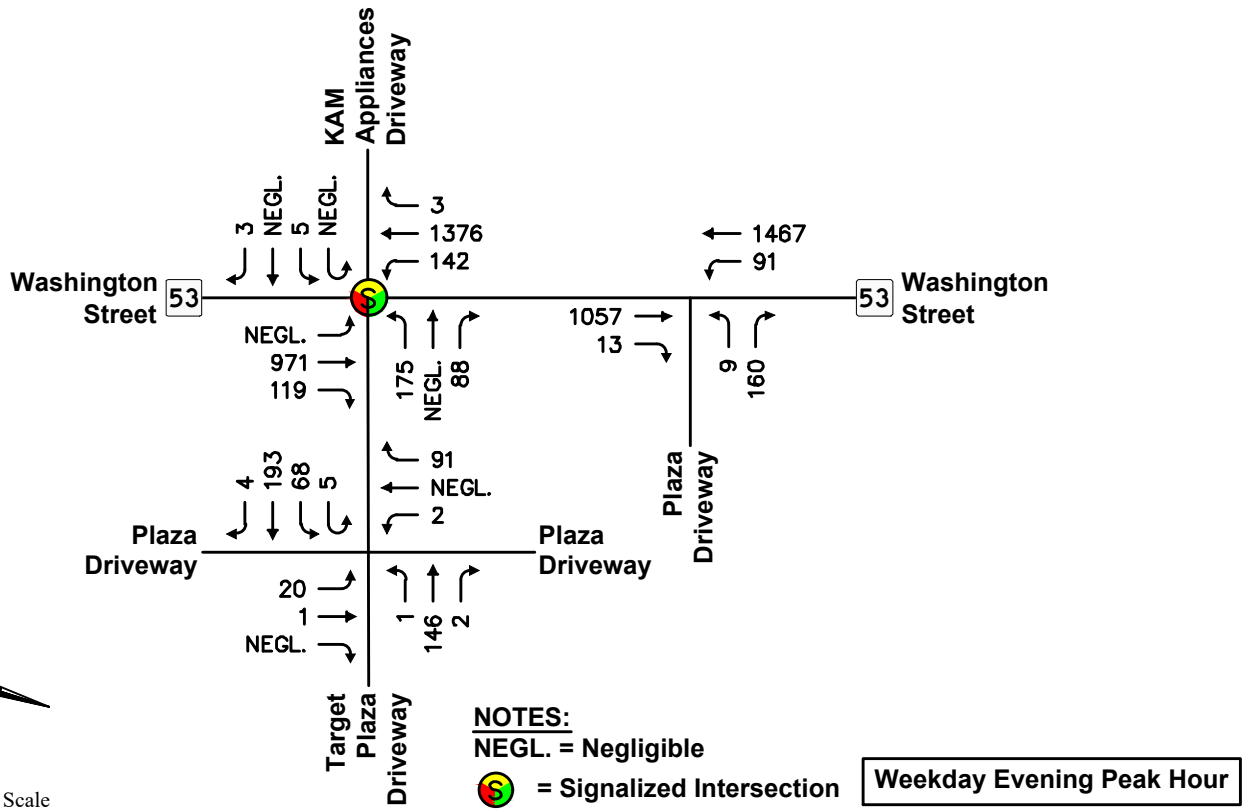 KAM
Appliances
Driveway
3
NEGL.
5
NEGL.
3
1376
142
1467
91
Washington
Street
53
S
53
Washington
Street
NEGL.
971
119
175
NEGL.
88
1057
13
9
160
4
193
68
5
91
NEGL.
2
Plaza
Driveway
Plaza
Driveway
Plaza
Driveway
20
1
NEGL.
1
146
2
Target
Plaza
Driveway
NOTES:
NEGL. = Negligible
S = Signalized Intersection
Weekday Evening Peak Hour
Scale